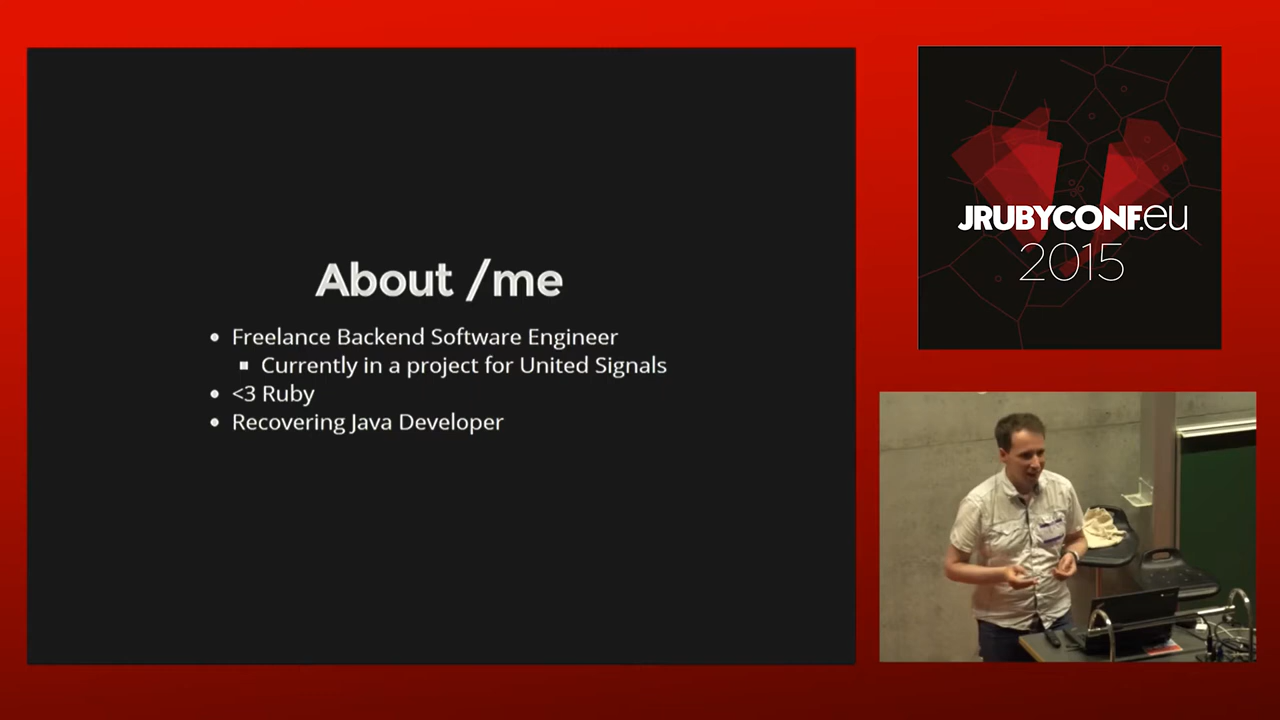 About /me
Freelance Backend Software Engineer
Currently in a project for United Signals
<3 Ruby
Recovering Java Developer
JRUBYCONF.eu
2015